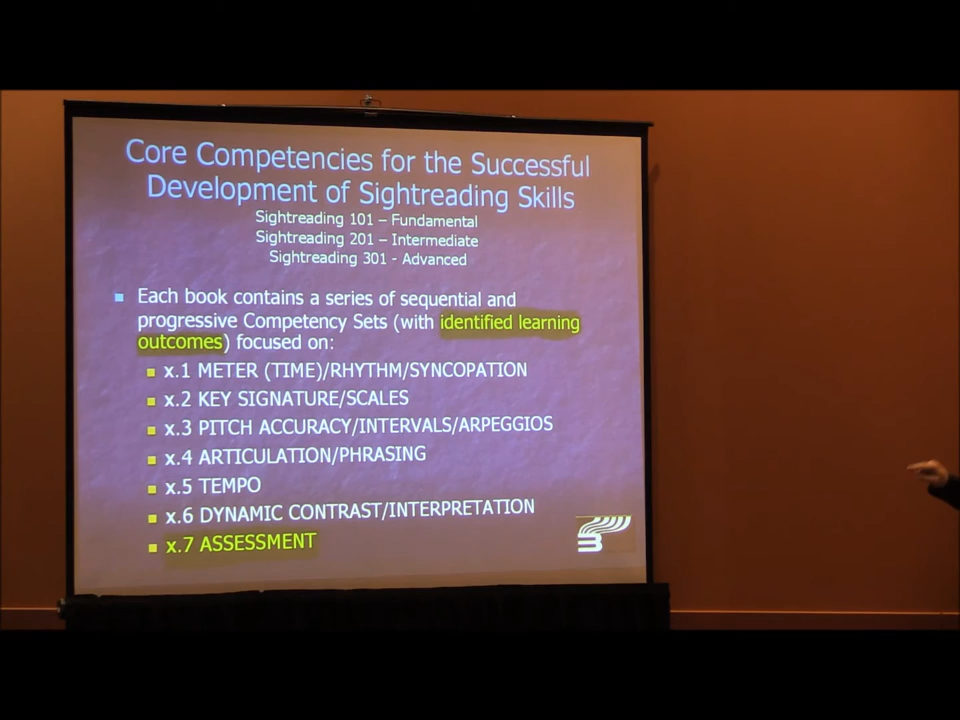 Core Competencies for the Successful
Development of Sightreading Skills
Sightreading 101 – Fundamental
Sightreading 201 – Intermediate
Sightreading 301 - Advanced
Each book contains a series of sequential and
progressive Competency Sets (with identified learning
outcomes) focused on:
x.1 METER (TIME)/RHYTHM/SYNCOPATION
x.2 KEY SIGNATURE/SCALES
x.3 PITCH ACCURACY/INTERVALS/ARPEGGIOS
x.4 ARTICULATION/PHRASING
x.5 TEMPO
x.6 DYNAMIC CONTRAST/INTERPRETATION
x.7 ASSESSMENT